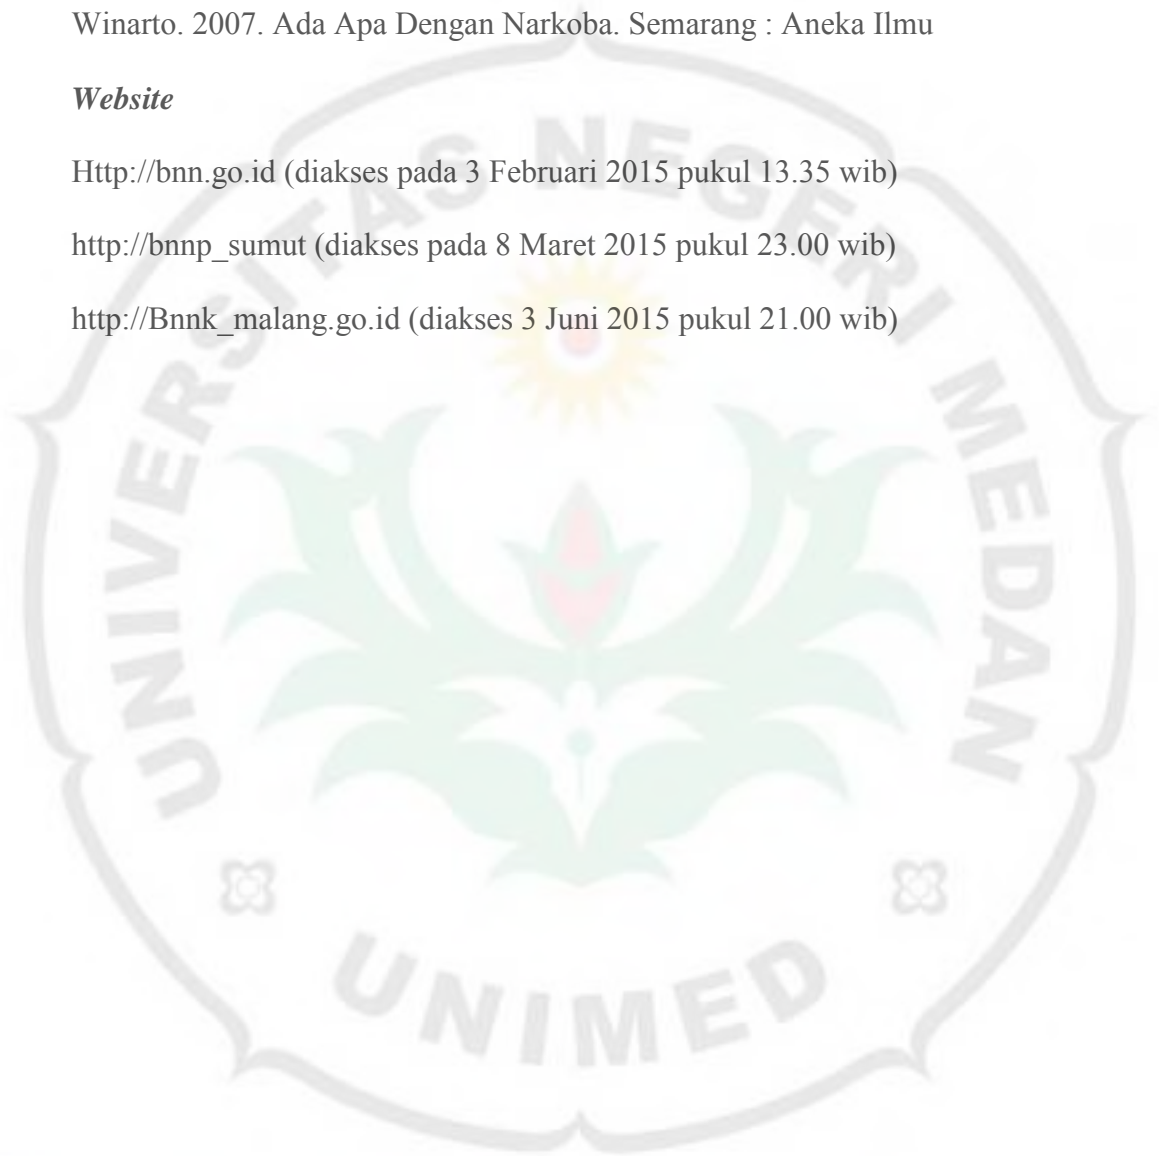 Winarto. 2007. Ada Apa Dengan Narkoba. Semarang : Aneka Ilmu
Website
Http://bnn.go.id (diakses pada 3 Februari 2015 pukul 13.35 wib)
http://bnnp_sumut (diakses pada 8 Maret 2015 pukul 23.00 wib)
http://Bnnk_malang.go.id (diakses 3 Juni 2015 pukul 21.00 wib)
UNIVERSITAS NEGERI MEDAN
UNIMED